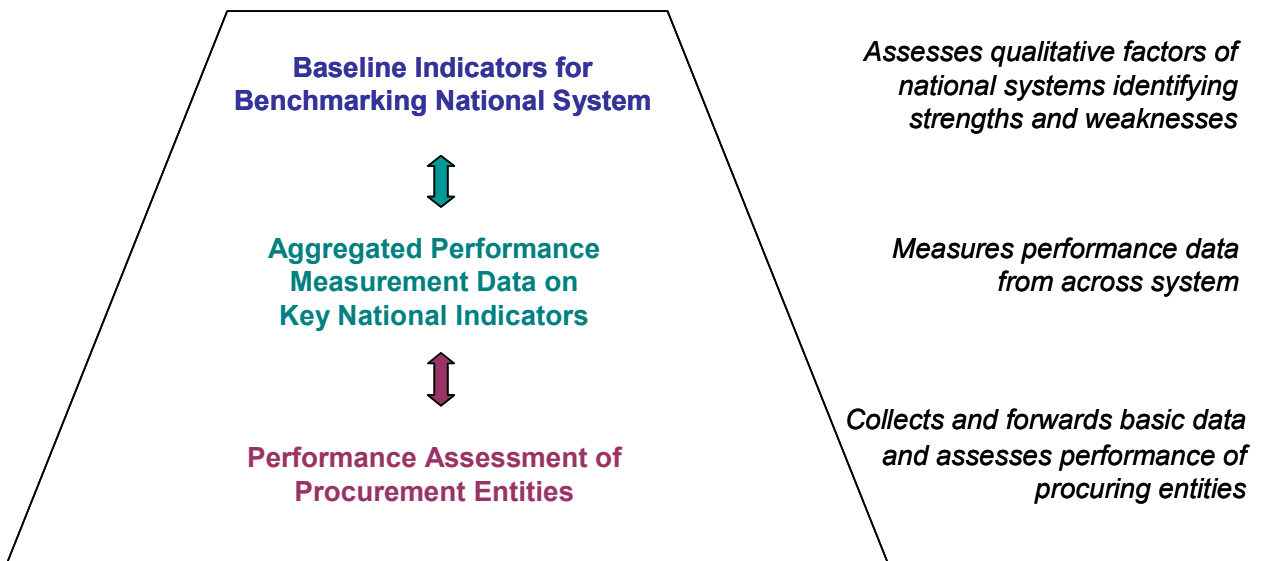 Baseline Indicators for
Benchmarking National System
Assesses qualitative factors of
national systems identifying
strengths and weaknesses
Aggregated Performance
Measurement Data on
Key National Indicators
Measures performance data
from across system
Performance Assessment of
Procurement Entities
Collects and forwards basic data
and assesses performance of
procuring entities